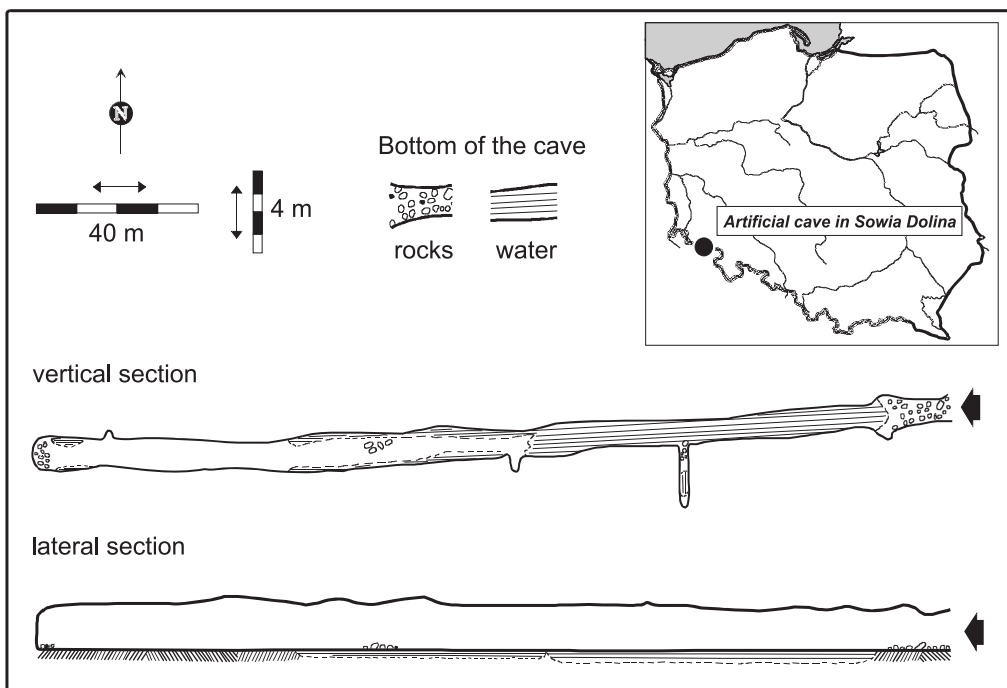 N
40 m
4 m
Bottom of the cave
rocks
water
Artificial cave in Sowia Dolina
vertical section
lateral section